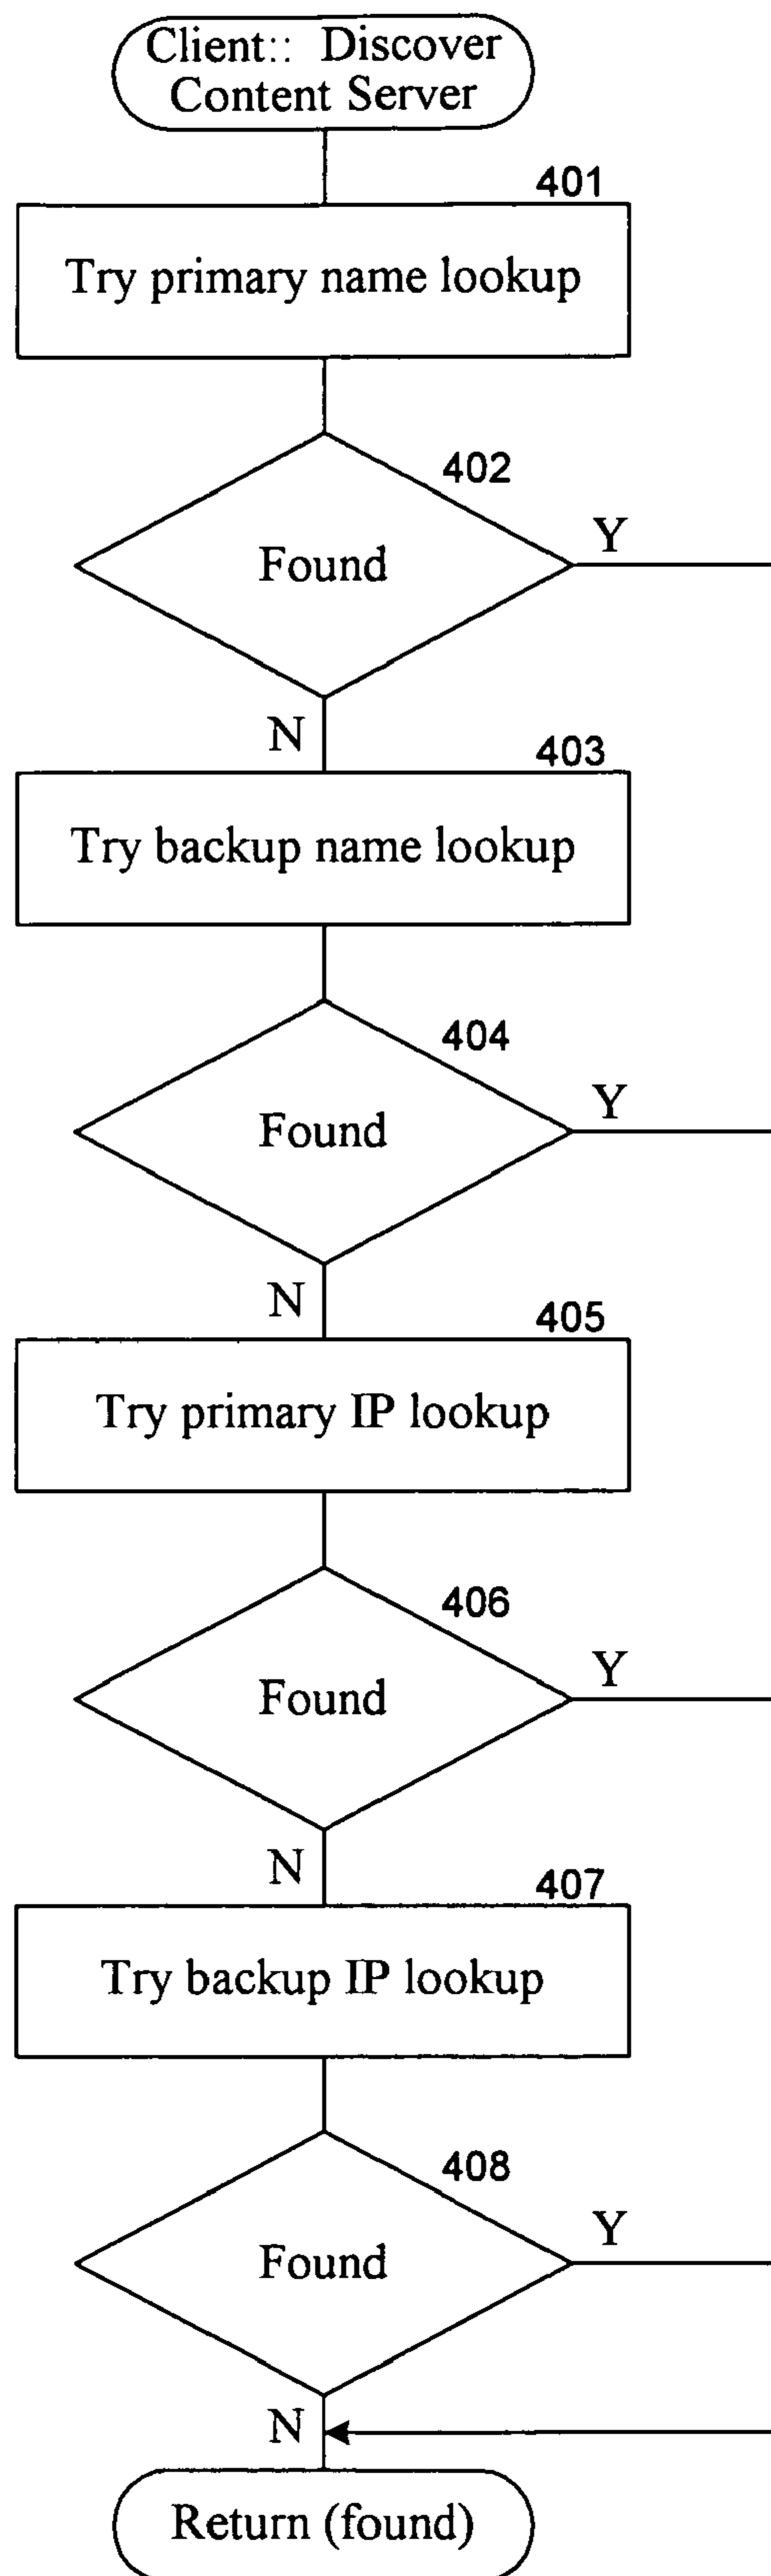 Client:: Discover
Content Server
401
Try primary name lookup
402
Found
Y
N
403
Try backup name lookup
404
Found
Y
N
405
Try primary IP lookup
406
Found
Y
N
407
Try backup IP lookup
408
Found
Y
N
Return (found)